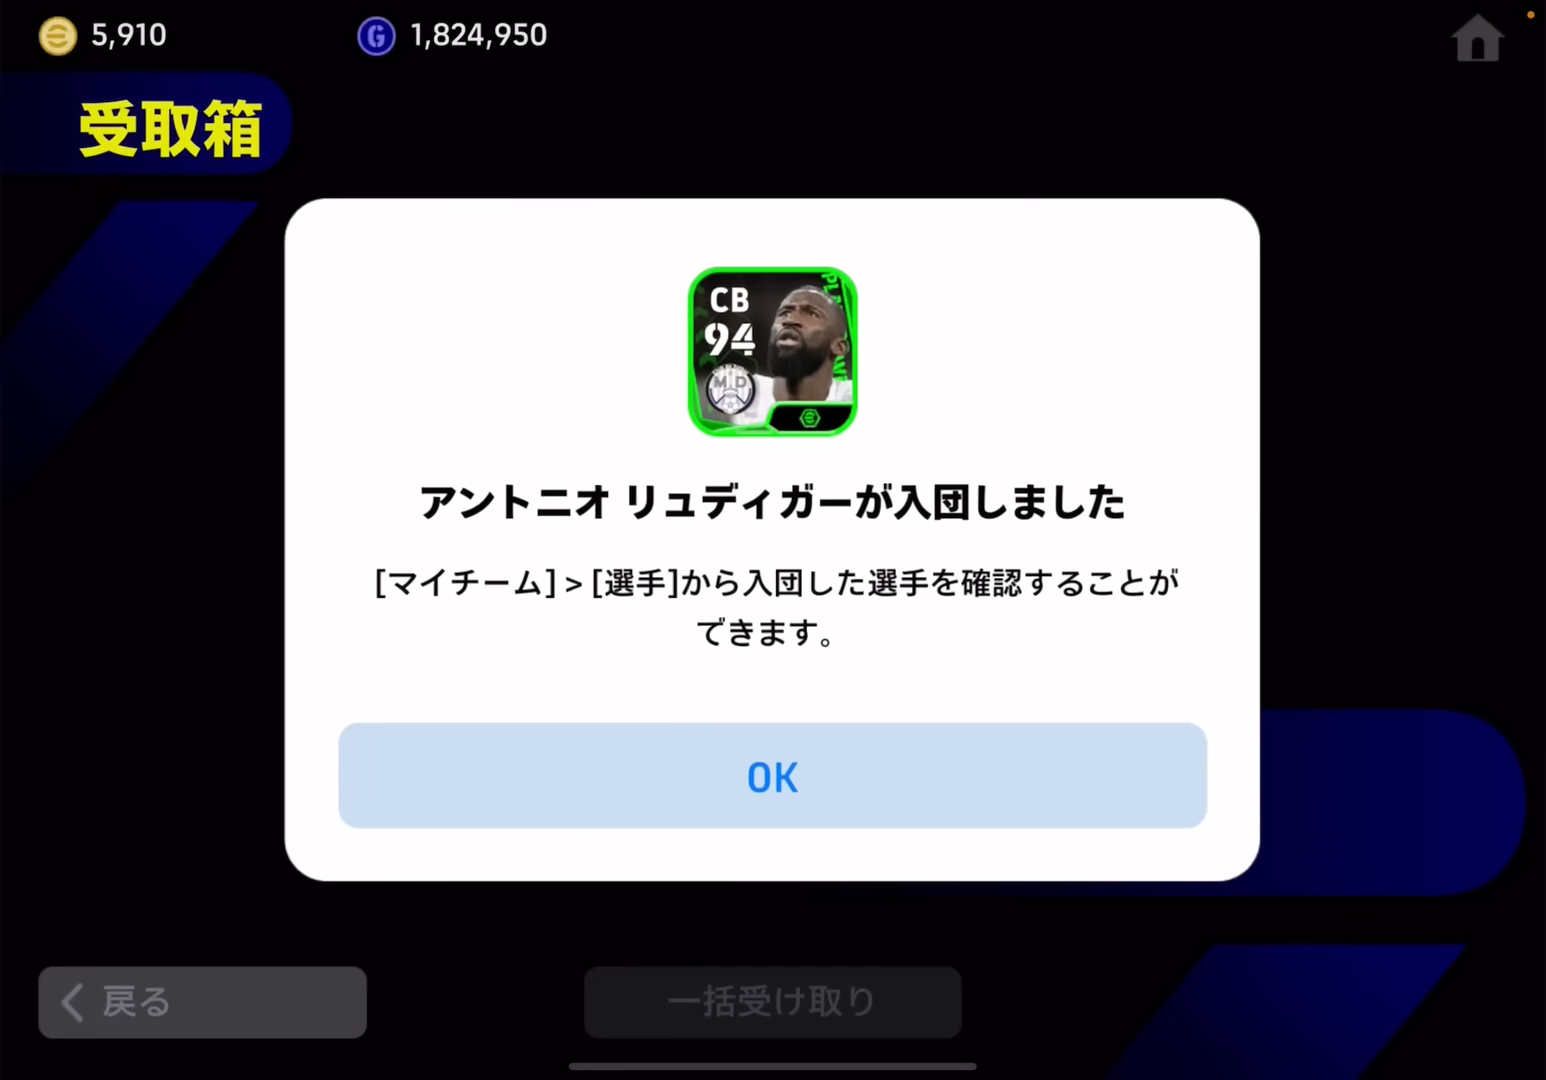 5,910
1,824,950
受取箱
CB
94
MD
アントニオ リュディガーが入団しました
[マイチーム] > [選手]から入団した選手を確認することが
できます。
OK
戻る
一括受け取り